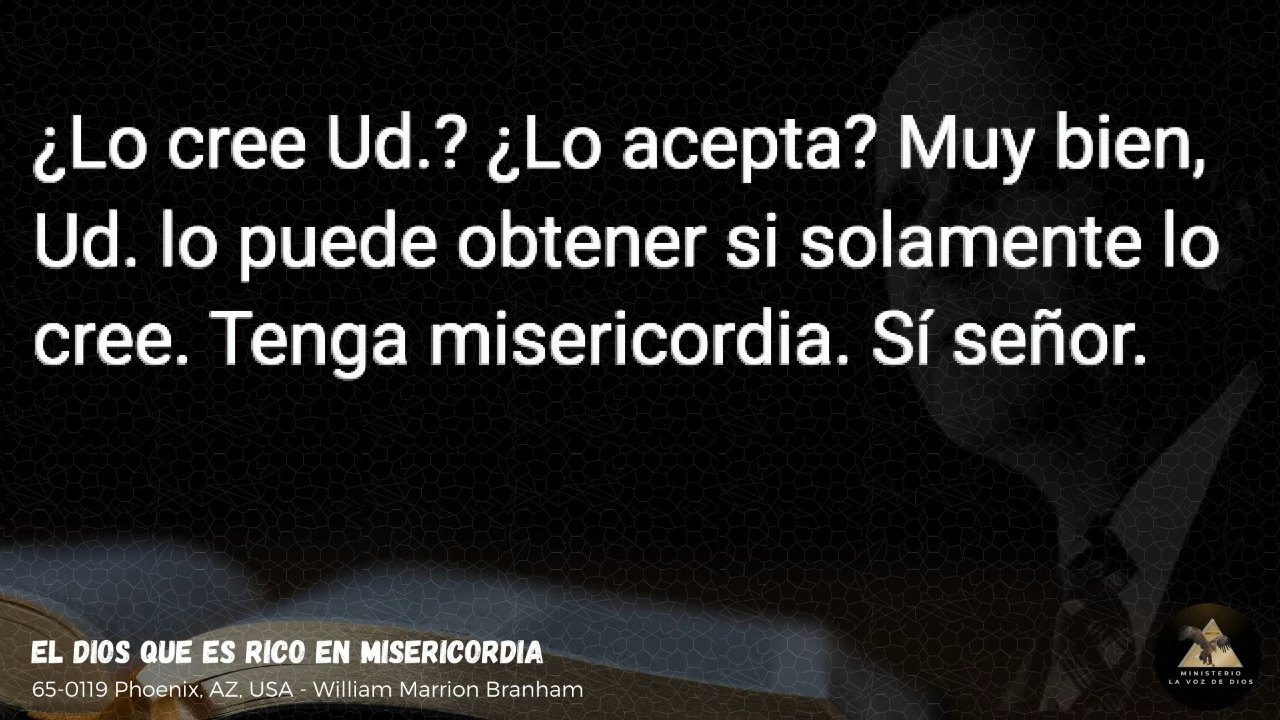 ¿Lo cree Ud.? ¿Lo acepta? Muy bien,
Ud. lo puede obtener si solamente lo
cree. Tenga misericordia. Sí señor.
EL DIOS QUE ES RICO EN MISERICORDIA
65-0119 Phoenix, AZ, USA - William Marrion Branham
MINISTERIO
LA VOZ DE DIOS